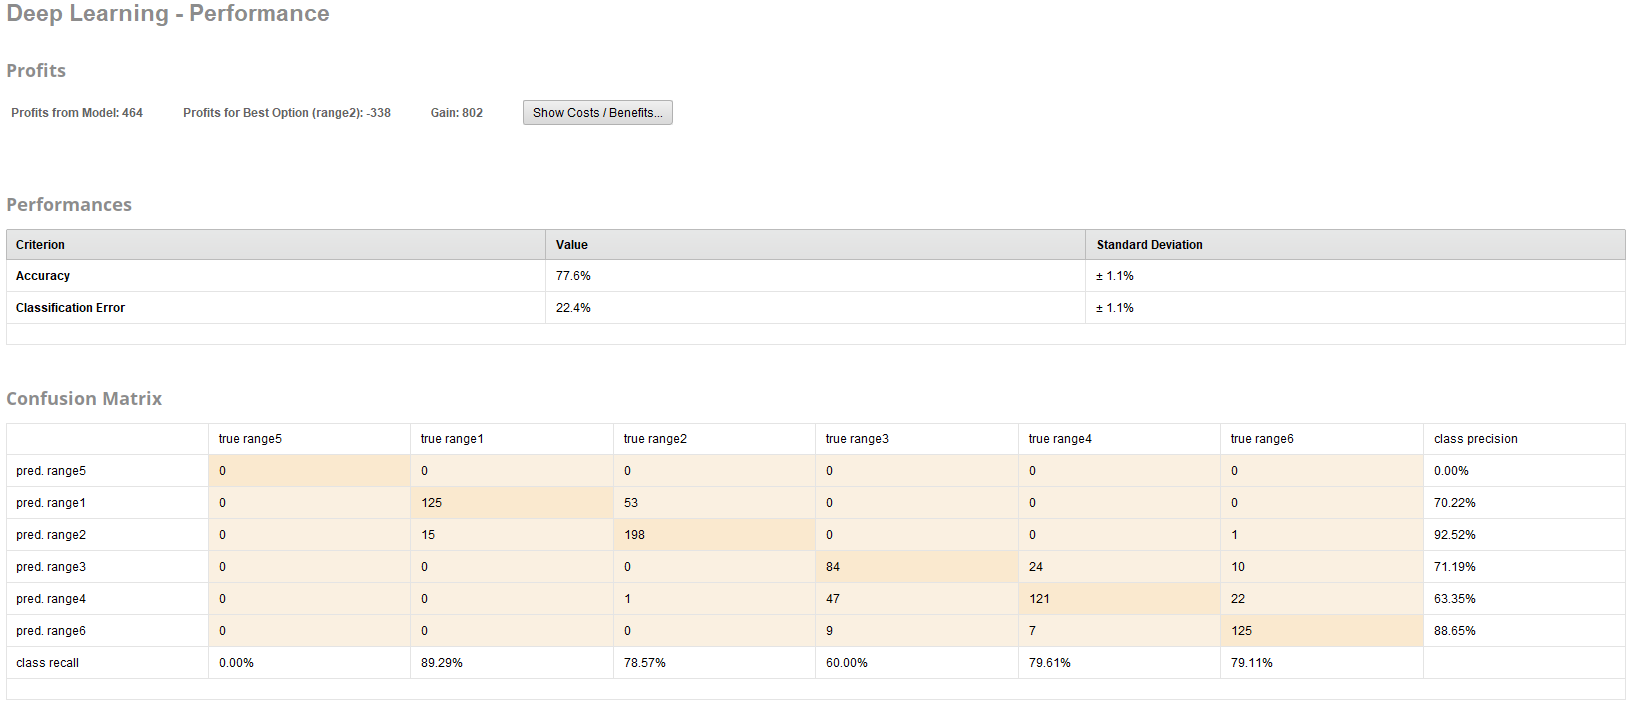 Deep Learning - Performance
Profits
Profits from Model: 464 Profits for Best Option (range2): -338 Gain: 802 Show Costs / Benefits...
Performances
Criterion Value Standard Deviation
Accuracy 77.6% ± 1.1%
Classification Error 22.4% ± 1.1%
Confusion Matrix
true range5 true range1 true range2 true range3 true range4 true range6 class precision
pred. range5 0 0 0 0 0 0 0.00%
pred. range1 0 125 53 0 0 0 70.22%
pred. range2 0 15 198 0 0 1 92.52%
pred. range3 0 0 0 84 24 10 71.19%
pred. range4 0 0 1 47 121 22 63.35%
pred. range6 0 0 0 9 7 125 88.65%
class recall 0.00% 89.29% 78.57% 60.00% 79.61% 79.11%